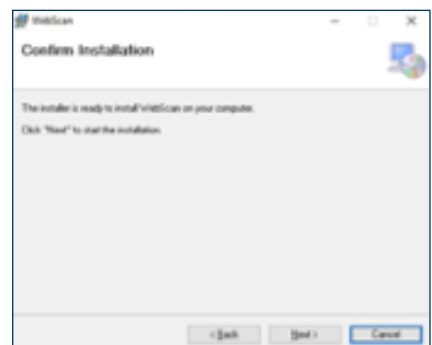 WebScan
Confirm Installation
The installer is ready to install WebScan on your computer.
Click "Next" to start the installation.
< Back
Next >
Cancel